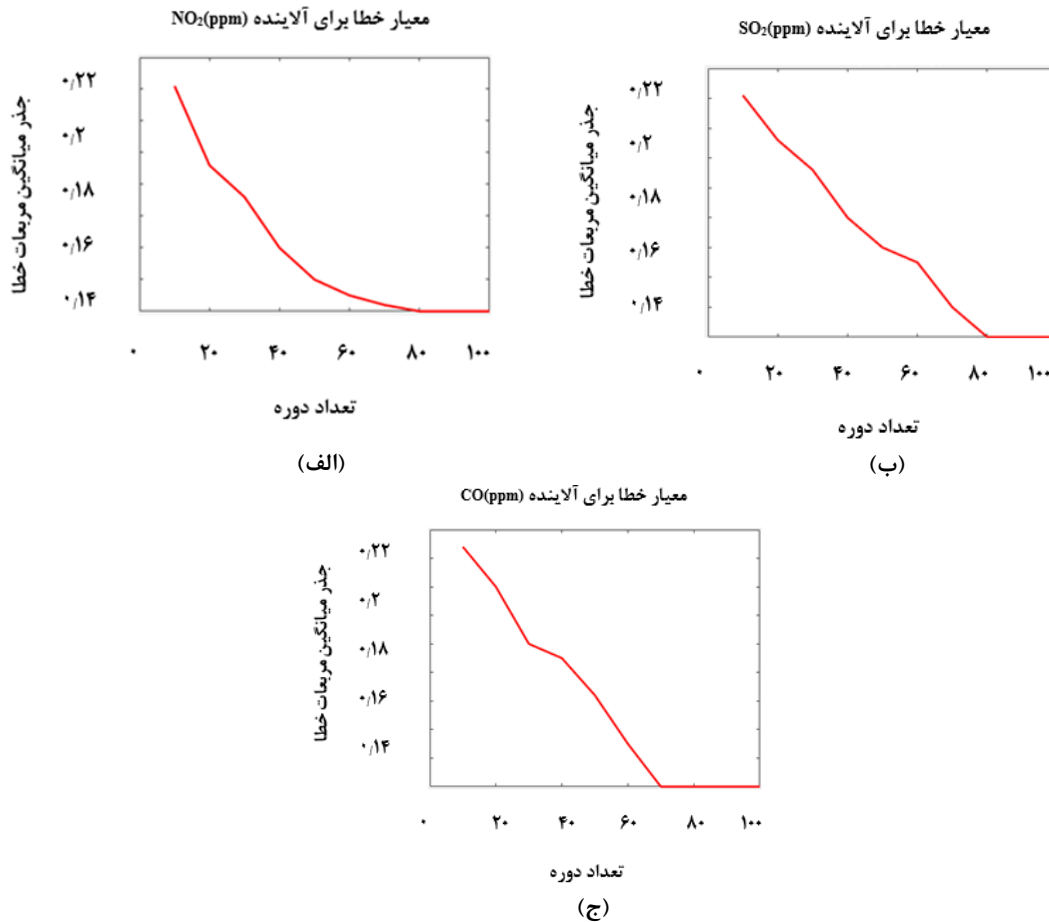 معیار خطا برای آلاینده NO₂(ppm)
جذر میانگین مربعات خطا
۰/۲۲
۰/۲
۰/۱۸
۰/۱۶
۰/۱۴
۰ ۲۰ ۴۰ ۶۰ ۸۰ ۱۰۰
تعداد دوره
(الف)
معیار خطا برای آلاینده SO₂(ppm)
جذر میانگین مربعات خطا
۰/۲۲
۰/۲
۰/۱۸
۰/۱۶
۰/۱۴
۰ ۲۰ ۴۰ ۶۰ ۸۰ ۱۰۰
تعداد دوره
(ب)
معیار خطا برای آلاینده CO(ppm)
جذر میانگین مربعات خطا
۰/۲۲
۰/۲
۰/۱۸
۰/۱۶
۰/۱۴
۰ ۲۰ ۴۰ ۶۰ ۸۰ ۱۰۰
تعداد دوره
(ج)